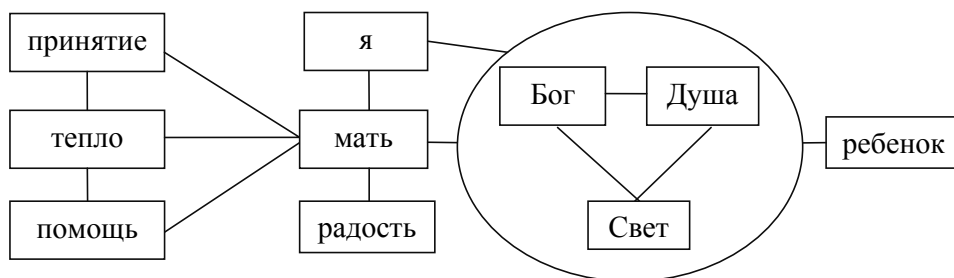 принятие
я
Бог
Душа
тепло
мать
ребенок
помощь
радость
Свет